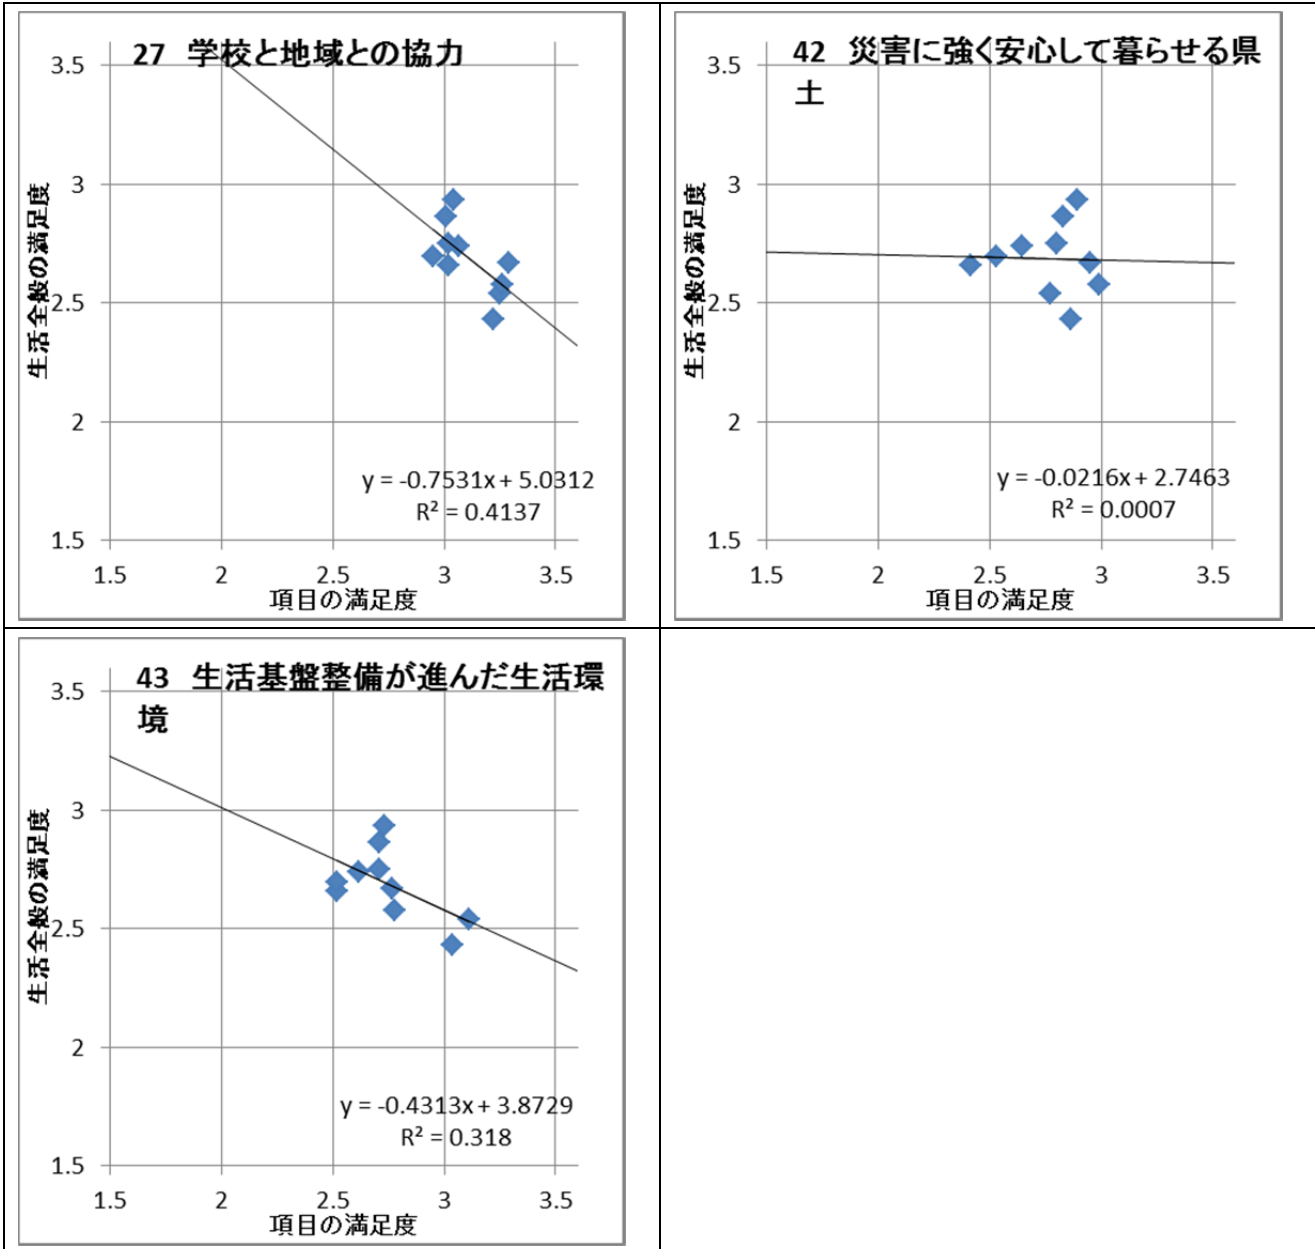 27 学校と地域との協力
3.5
3
2.5
2
1.5
生活全般の満足度
y = -0.7531x + 5.0312
R² = 0.4137
1.5 2 2.5 3 3.5
項目の満足度
42 災害に強く安心して暮らせる県
土
3.5
3
2.5
2
1.5
生活全般の満足度
y = -0.0216x + 2.7463
R² = 0.0007
1.5 2 2.5 3 3.5
項目の満足度
43 生活基盤整備が進んだ生活環
境
3.5
3
2.5
2
1.5
生活全般の満足度
y = -0.4313x + 3.8729
R² = 0.318
1.5 2 2.5 3 3.5
項目の満足度